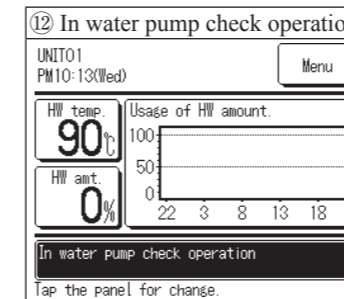 ⑫ In water pump check operatio
UNIT01
PM10:13(Wed)
Menu
HW temp.
90℃
Usage of HW amount.
100
50
0
22 3 8 13 18
HW amt.
0%
In water pump check operation
Tap the panel for change.